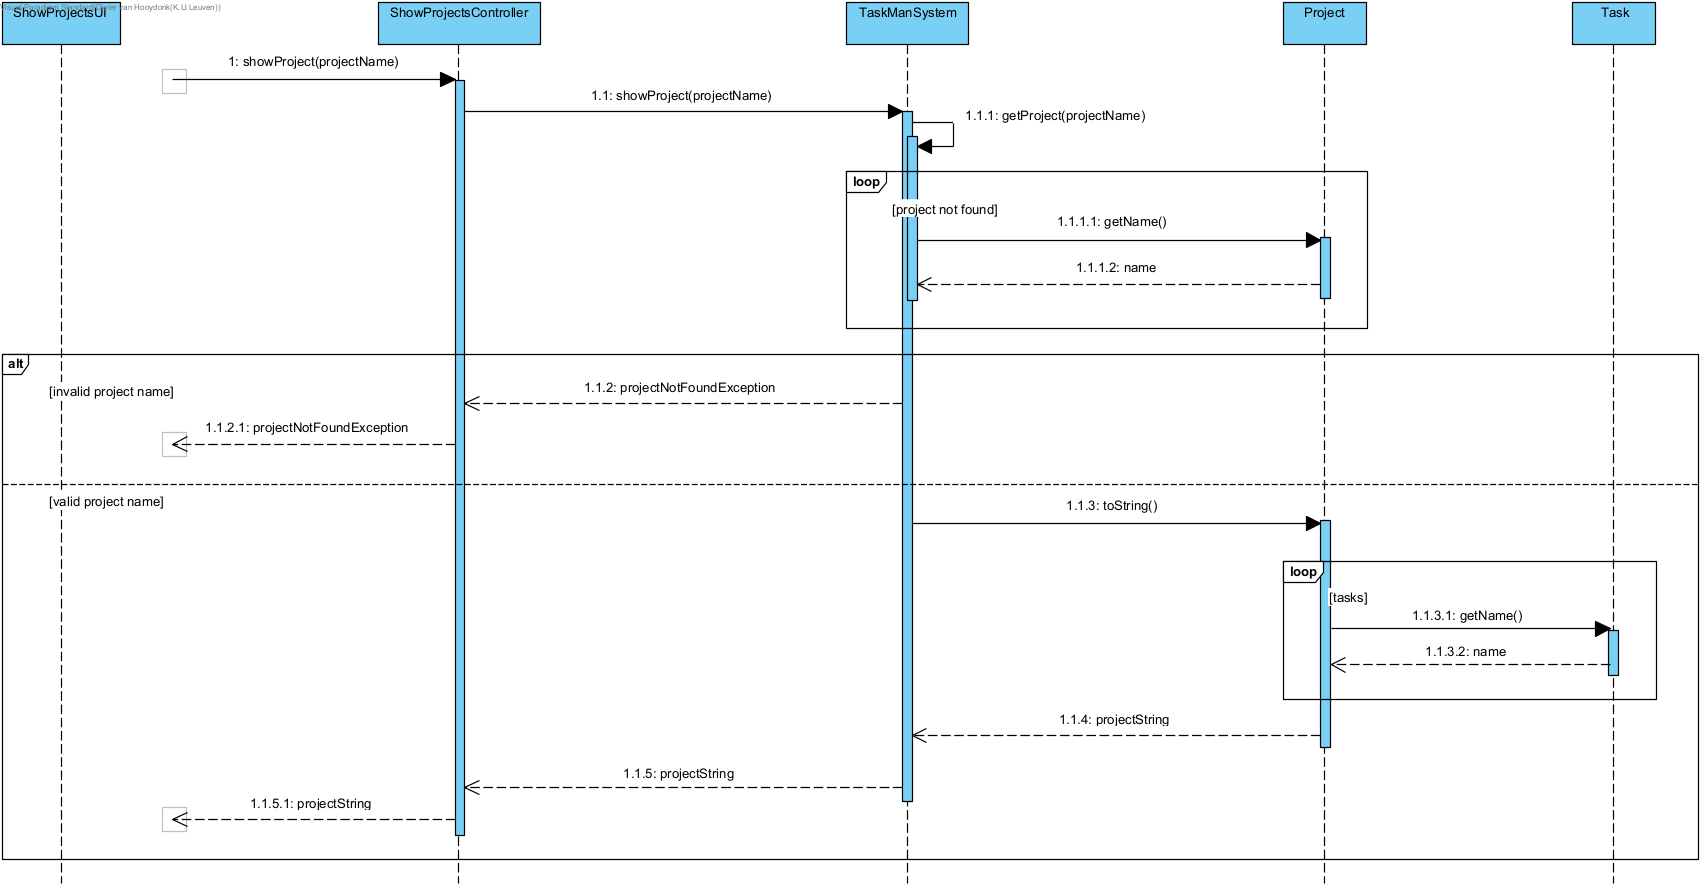 ShowProjectsUI
ShowProjectsController
TaskManSystem
Project
Task
1: showProject(projectName)
1.1: showProject(projectName)
1.1.1: getProject(projectName)
loop
[project not found]
1.1.1.1: getName()
1.1.1.2: name
alt
[invalid project name]
1.1.2: projectNotFoundException
1.1.2.1: projectNotFoundException
[valid project name]
1.1.3: toString()
loop
[tasks]
1.1.3.1: getName()
1.1.3.2: name
1.1.4: projectString
1.1.5: projectString
1.1.5.1: projectString
van Hooydonk(K.U.Leuven))